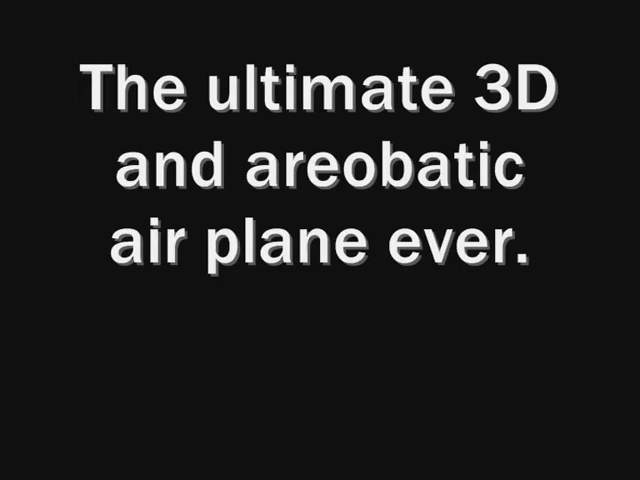 The ultimate 3D
and areobatic
air plane ever.